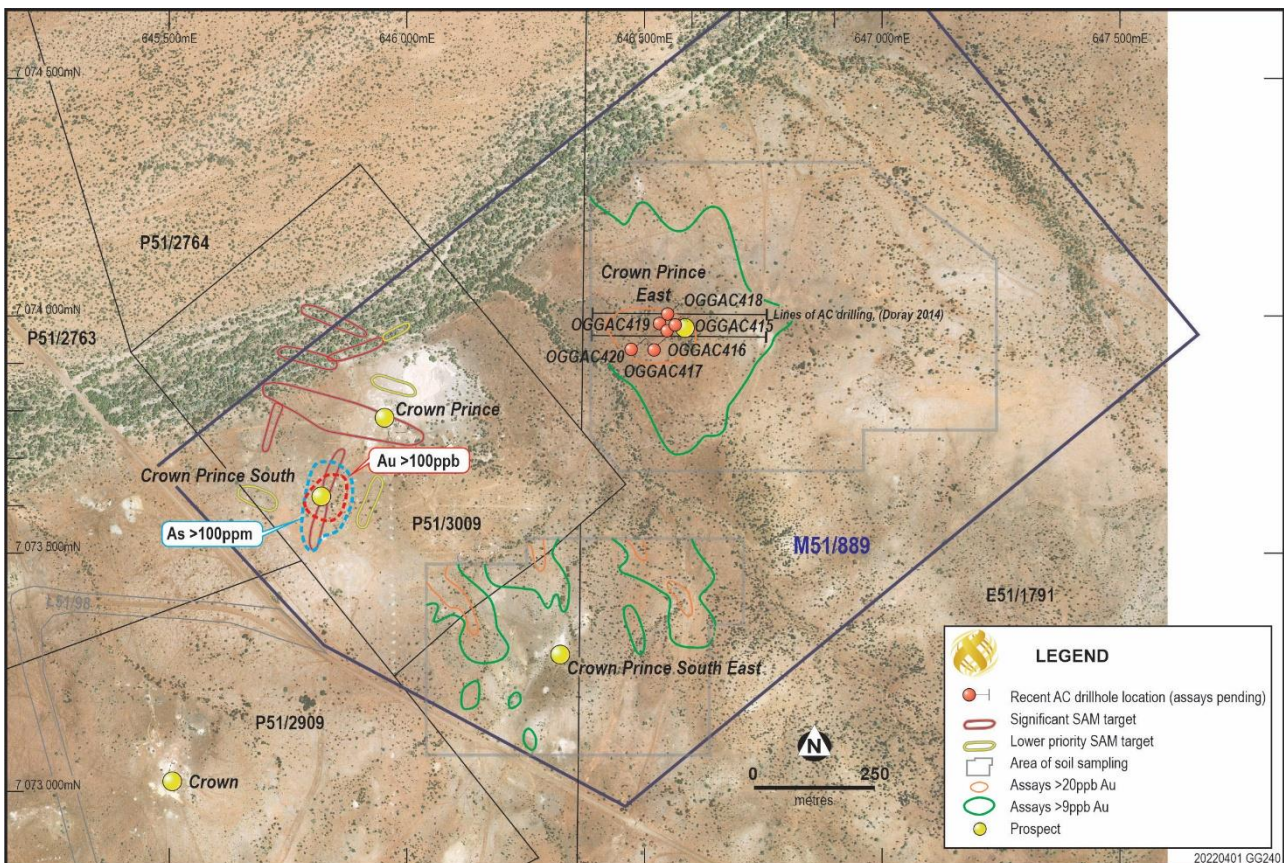 645 500mE
646 000mE
646 500mE
647 000mE
647 500mE
7 074 500mN
P51/2764
P51/2763
7 074 000mN
Crown Prince
East
OGGAC418
Lines of AC drilling, (Doray 2014)
OGGAC419
OGGAC415
OGGAC420
OGGAC416
OGGAC417
Crown Prince
Au >100ppb
Crown Prince South
As >100ppm
P51/3009
7 073 500mN
M51/889
E51/1791
L51/98
Crown Prince South East
P51/2909
Crown
7 073 000mN
N
0
250
metres
LEGEND
Recent AC drillhole location (assays pending)
Significant SAM target
Lower priority SAM target
Area of soil sampling
Assays >20ppb Au
Assays >9ppb Au
Prospect
20220401 GG240